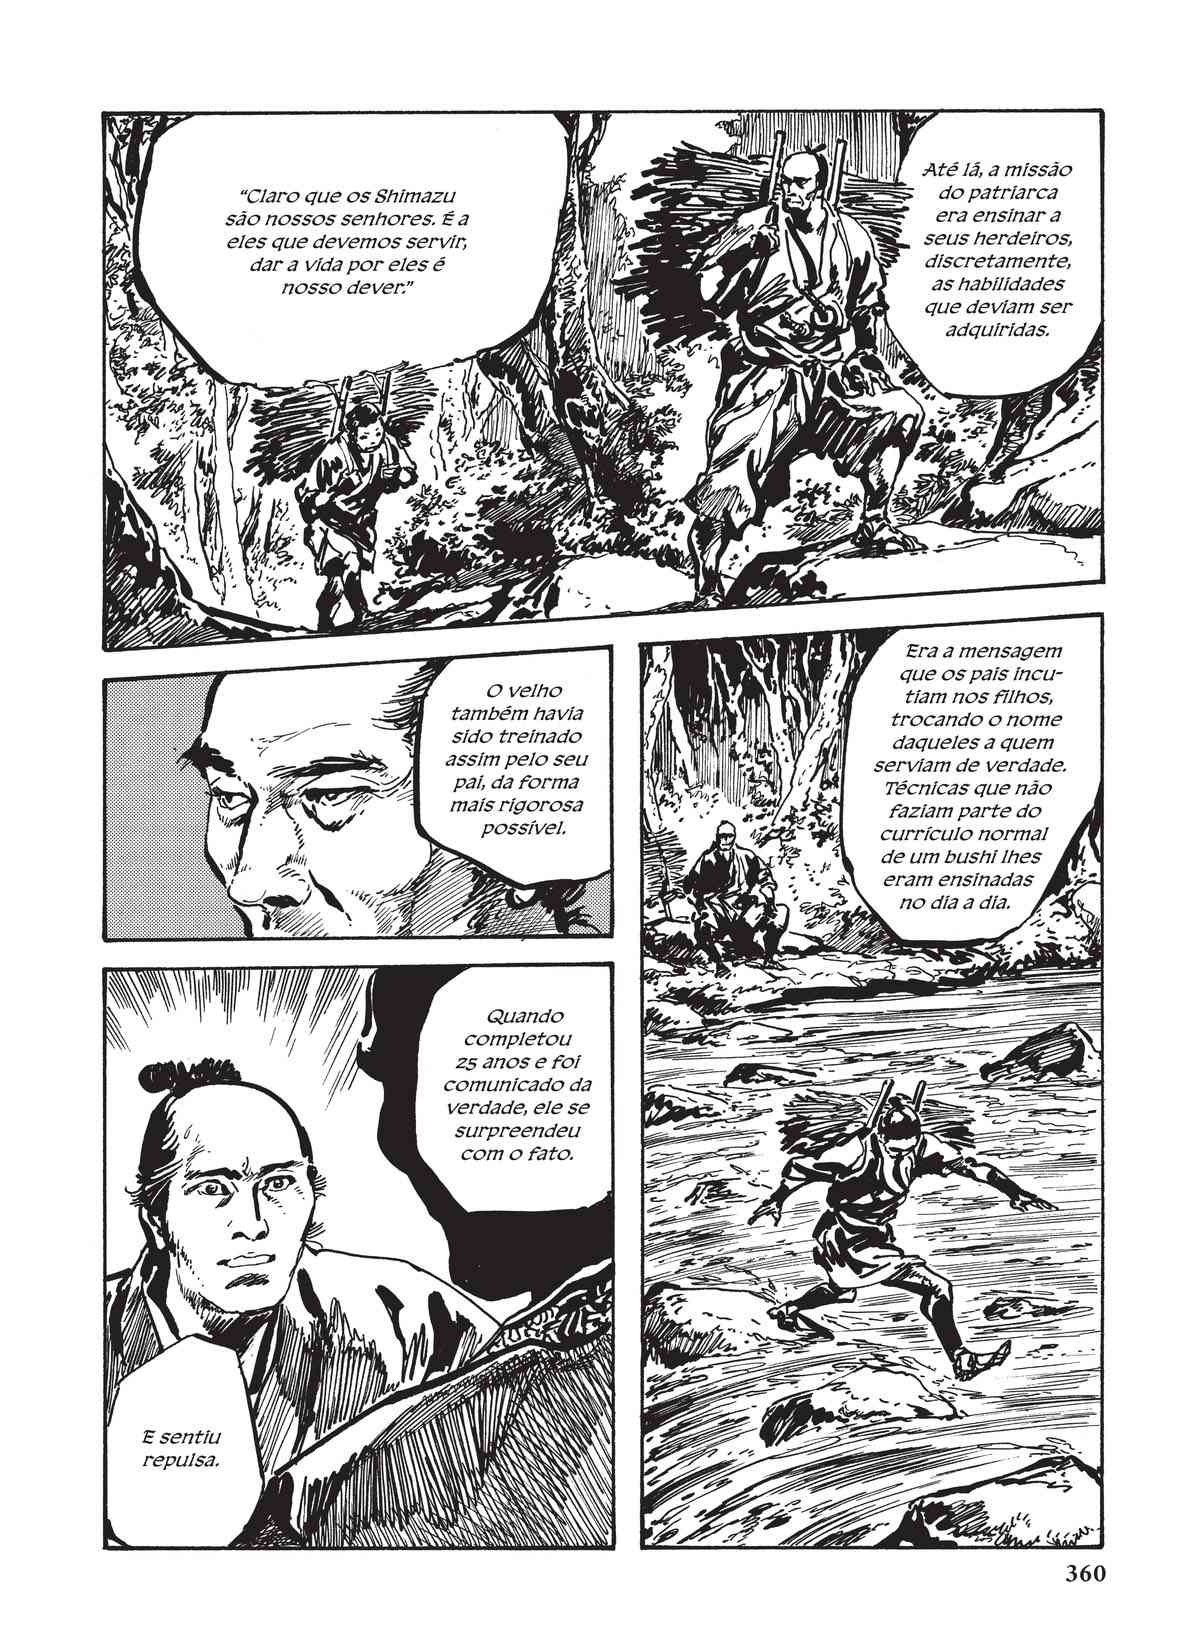 Até lá, a missão
do patriarca
era ensinar a
seus herdeiros,
discretamente,
as habilidades
que deviam ser
adquiridas.
“Claro que os Shimazu
são nossos senhores. É a
eles que devemos servir,
dar a vida por eles é
nosso dever.”
Era a mensagem
que os pais incu-
tiam nos filhos,
trocando o nome
daqueles a quem
serviam de verdade.
Técnicas que não
faziam parte do
currículo normal
de um bushi lhes
eram ensinadas
no dia a dia.
O velho
também havia
sido treinado
assim pelo seu
pai, da forma
mais rigorosa
possível.
Quando
completou
25 anos e foi
comunicado da
verdade, ele se
surpreendeu
com o fato.
E sentiu
repulsa.
360